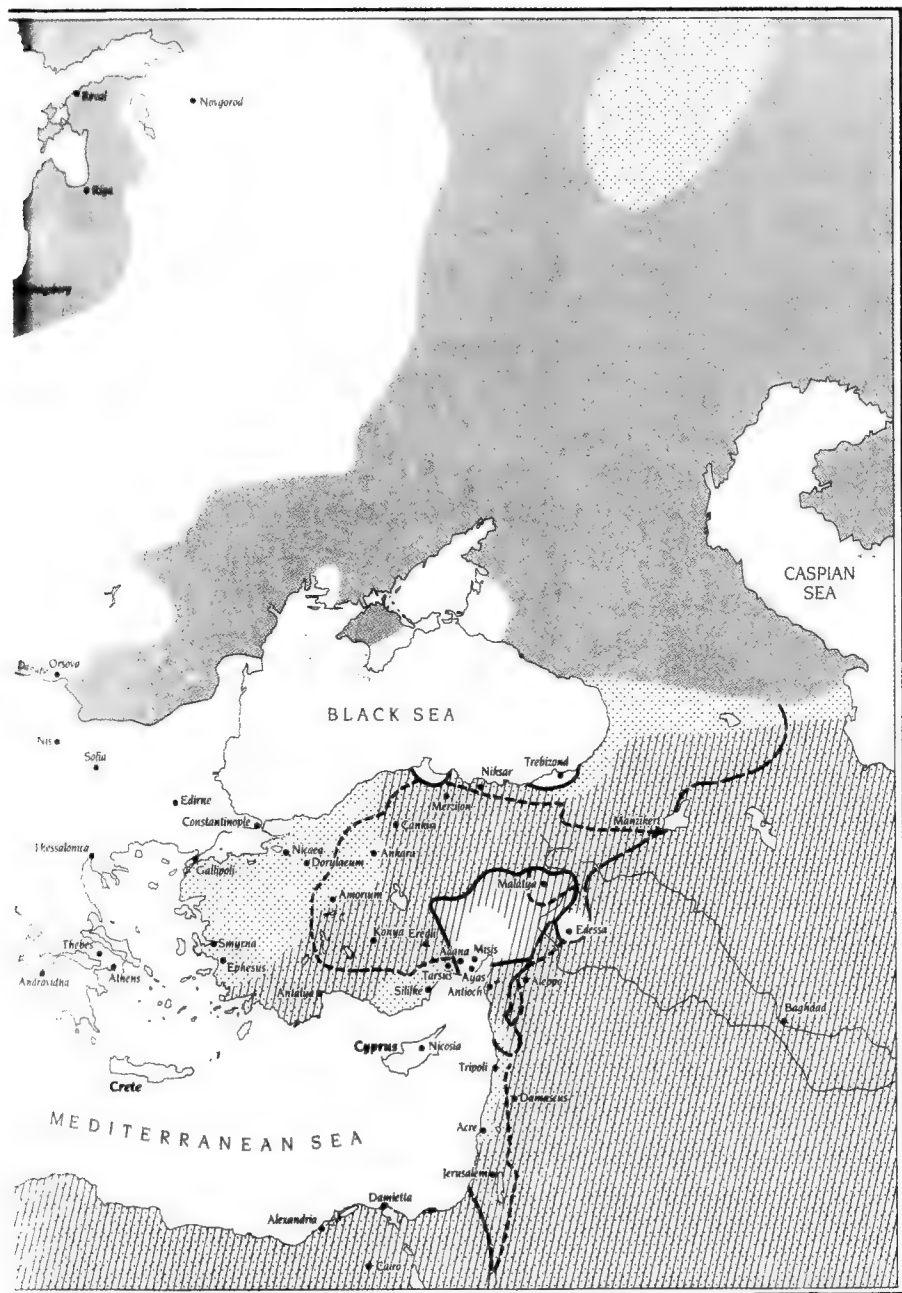 Reval
Novgorod
Riga
CASPIAN
SEA
Orsova
BLACK SEA
Nis
Sofia
Trebizond
Niksar
Merzifon
Edirne
Constantinople
Çankiri
Manzikert
Thessalonica
Nicaea
Ankara
Gallipoli
Dorylaeum
Malatya
Amorium
Konya
Eregli
Edessa
Thebes
Smyrna
Adana
Misis
Athens
Ephesus
Tarsus
Ayas
Andravidha
Antalya
Silifke
Antioch
Aleppo
Baghdad
Cyprus
Nicosia
Crete
Tripoli
Damascus
MEDITERRANEAN SEA
Acre
Jerusalem
Damietta
Alexandria
Cairo